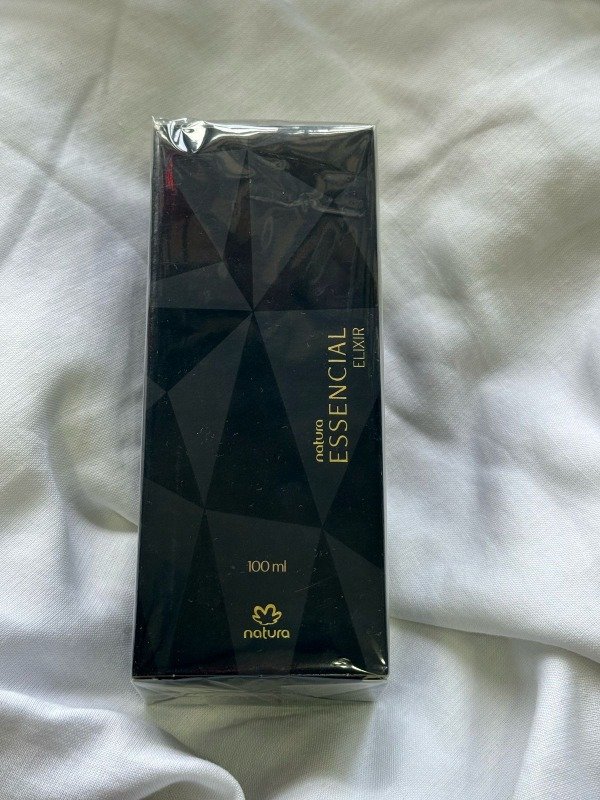 natura
ESSENCIAL
ELIXIR
100 ml
natura